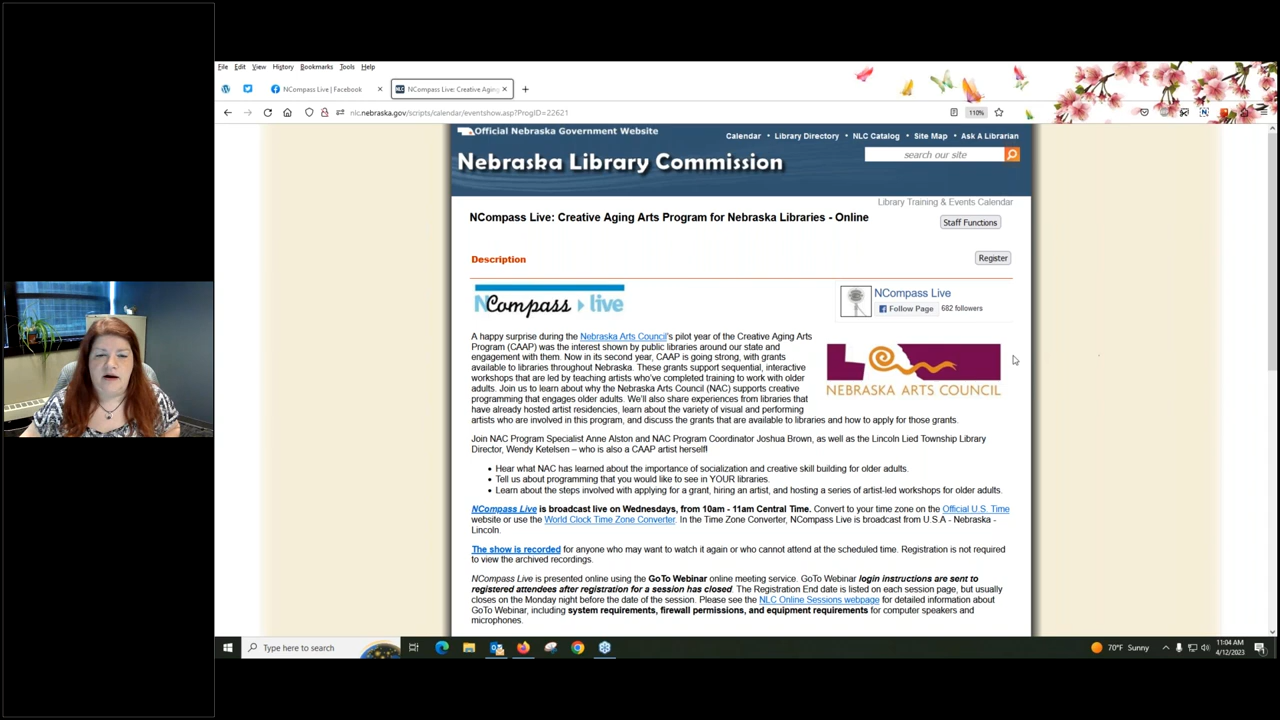 File Edit View History Bookmarks Tools Help
NCompass Live | Facebook
NCompass Live: Creative Aging
nlc.nebraska.gov/scripts/calendar/eventshow.asp?ProgID=22621
110%
Official Nebraska Government Website
Calendar • Library Directory • NLC Catalog • Site Map • Ask A Librarian
Nebraska Library Commission
search our site
Library Training & Events Calendar
NCompass Live: Creative Aging Arts Program for Nebraska Libraries - Online
Staff Functions
Description
Register
NCompass live
NCompass Live
Follow Page 682 followers
A happy surprise during the Nebraska Arts Council's pilot year of the Creative Aging Arts
Program (CAAP) was the interest shown by public libraries around our state and
engagement with them. Now in its second year, CAAP is going strong, with grants
available to libraries throughout Nebraska. These grants support sequential, interactive
workshops that are led by teaching artists who've completed training to work with older
adults. Join us to learn about why the Nebraska Arts Council (NAC) supports creative
programming that engages older adults. We'll also share experiences from libraries that
have already hosted artist residencies, learn about the variety of visual and performing
artists who are involved in this program, and discuss the grants that are available to libraries and how to apply for those grants.
NEBRASKA ARTS COUNCIL
Join NAC Program Specialist Anne Alston and NAC Program Coordinator Joshua Brown, as well as the Lincoln Lied Township Library
Director, Wendy Ketelsen – who is also a CAAP artist herself!
• Hear what NAC has learned about the importance of socialization and creative skill building for older adults.
• Tell us about programming that you would like to see in YOUR libraries.
• Learn about the steps involved with applying for a grant, hiring an artist, and hosting a series of artist-led workshops for older adults.
NCompass Live is broadcast live on Wednesdays, from 10am - 11am Central Time. Convert to your time zone on the Official U.S. Time
website or use the World Clock Time Zone Converter. In the Time Zone Converter, NCompass Live is broadcast from U.S.A - Nebraska -
Lincoln.
The show is recorded for anyone who may want to watch it again or who cannot attend at the scheduled time. Registration is not required
to view the archived recordings.
NCompass Live is presented online using the GoTo Webinar online meeting service. GoTo Webinar login instructions are sent to
registered attendees after registration for a session has closed. The Registration End date is listed on each session page, but usually
closes on the Monday night before the date of the session. Please see the NLC Online Sessions webpage for detailed information about
GoTo Webinar, including system requirements, firewall permissions, and equipment requirements for computer speakers and
microphones.
Type here to search
70°F Sunny
11:04 AM
4/12/2023